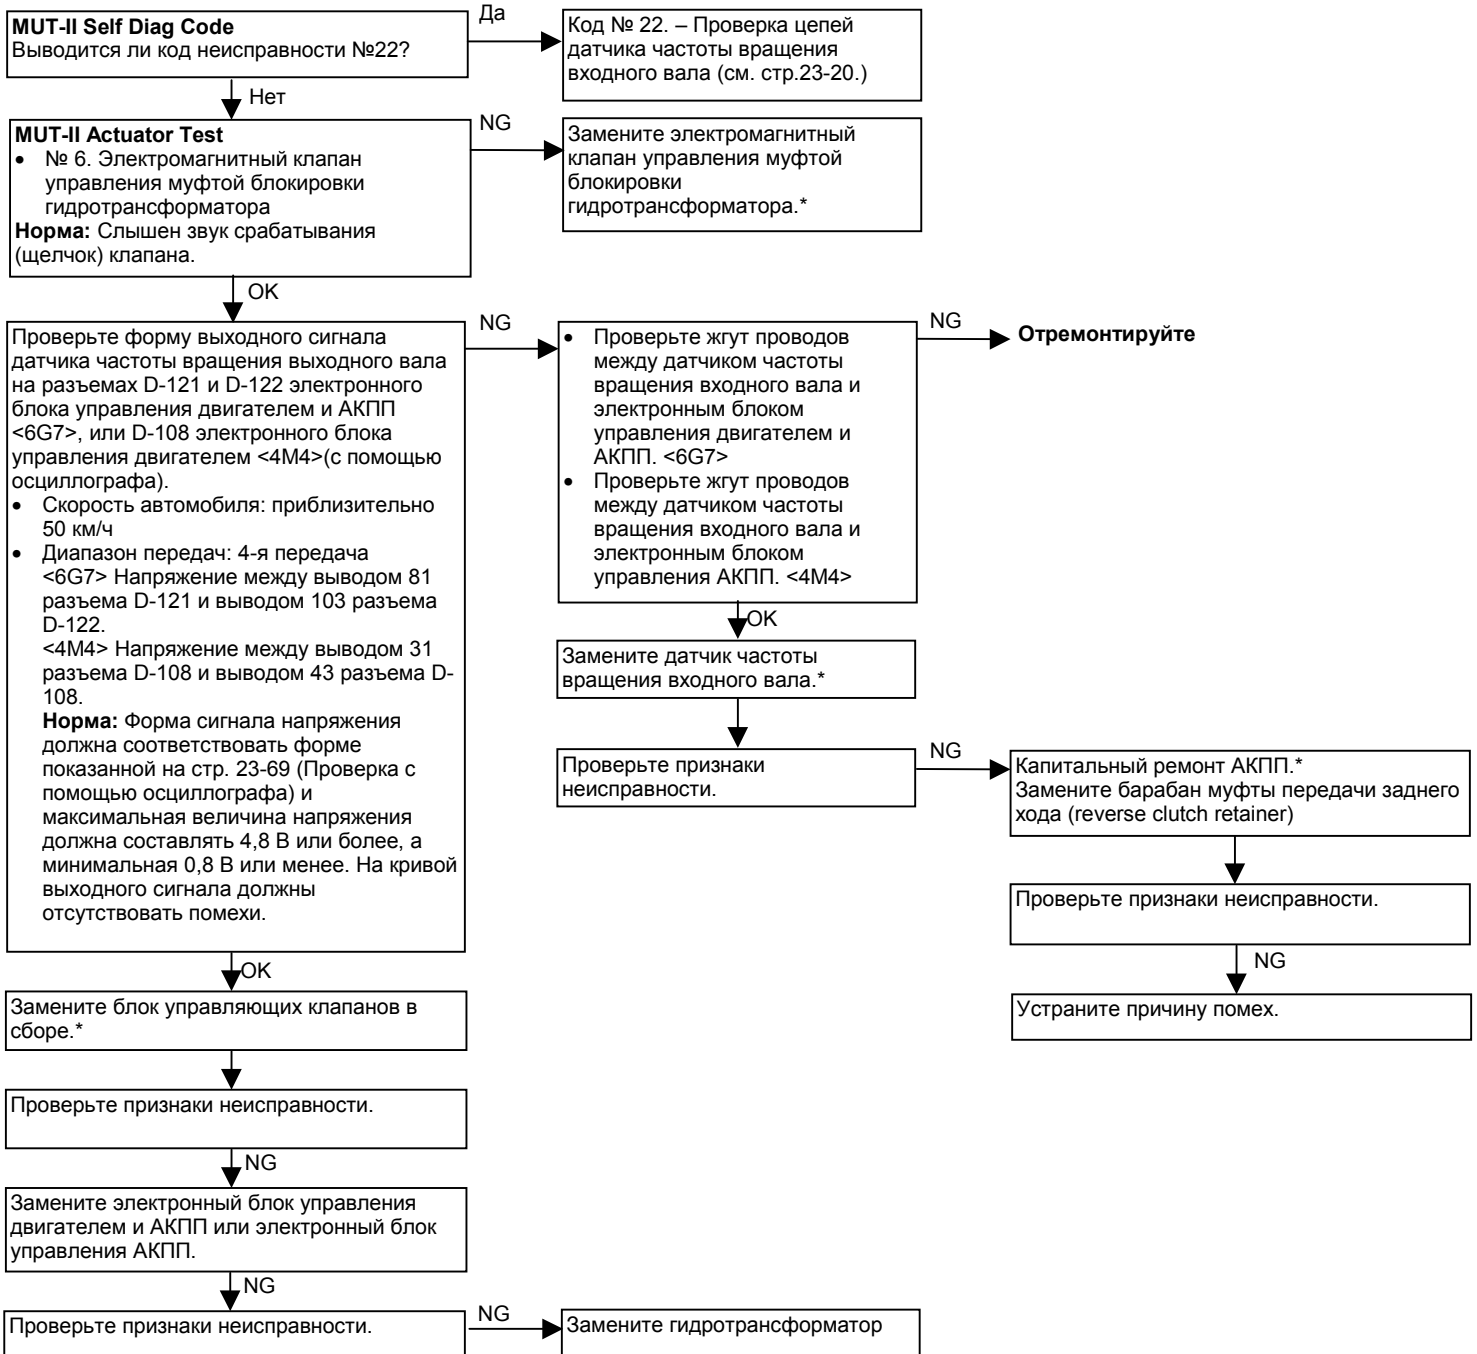 MUT-II Self Diag Code
Выводится ли код неисправности №22?
Да
Код № 22. – Проверка цепей
датчика частоты вращения
входного вала (см. стр.23-20.)
Нет
MUT-II Actuator Test
• № 6. Электромагнитный клапан
управления муфтой блокировки
гидротрансформатора
Норма: Слышен звук срабатывания
(щелчок) клапана.
NG
Замените электромагнитный
клапан управления муфтой
блокировки
гидротрансформатора.*
OK
Проверьте форму выходного сигнала
датчика частоты вращения выходного вала
на разъемах D-121 и D-122 электронного
блока управления двигателем и АКПП
<6G7>, или D-108 электронного блока
управления двигателем <4M4>(с помощью
осциллографа).
• Скорость автомобиля: приблизительно
50 км/ч
• Диапазон передач: 4-я передача
<6G7> Напряжение между выводом 81
разъема D-121 и выводом 103 разъема
D-122.
<4M4> Напряжение между выводом 31
разъема D-108 и выводом 43 разъема D-
108.
Норма: Форма сигнала напряжения
должна соответствовать форме
показанной на стр. 23-69 (Проверка с
помощью осциллографа) и
максимальная величина напряжения
должна составлять 4,8 В или более, а
минимальная 0,8 В или менее. На кривой
выходного сигнала должны
отсутствовать помехи.
NG
• Проверьте жгут проводов
между датчиком частоты
вращения входного вала и
электронным блоком
управления двигателем и
АКПП. <6G7>
• Проверьте жгут проводов
между датчиком частоты
вращения входного вала и
электронным блоком
управления АКПП. <4M4>
NG
Отремонтируйте
OK
Замените датчик частоты
вращения входного вала.*
Проверьте признаки
неисправности.
NG
Капитальный ремонт АКПП.*
Замените барабан муфты передачи заднего
хода (reverse clutch retainer)
Проверьте признаки неисправности.
NG
Устраните причину помех.
OK
Замените блок управляющих клапанов в
сборе.*
Проверьте признаки неисправности.
NG
Замените электронный блок управления
двигателем и АКПП или электронный блок
управления АКПП.
NG
Проверьте признаки неисправности.
NG
Замените гидротрансформатор